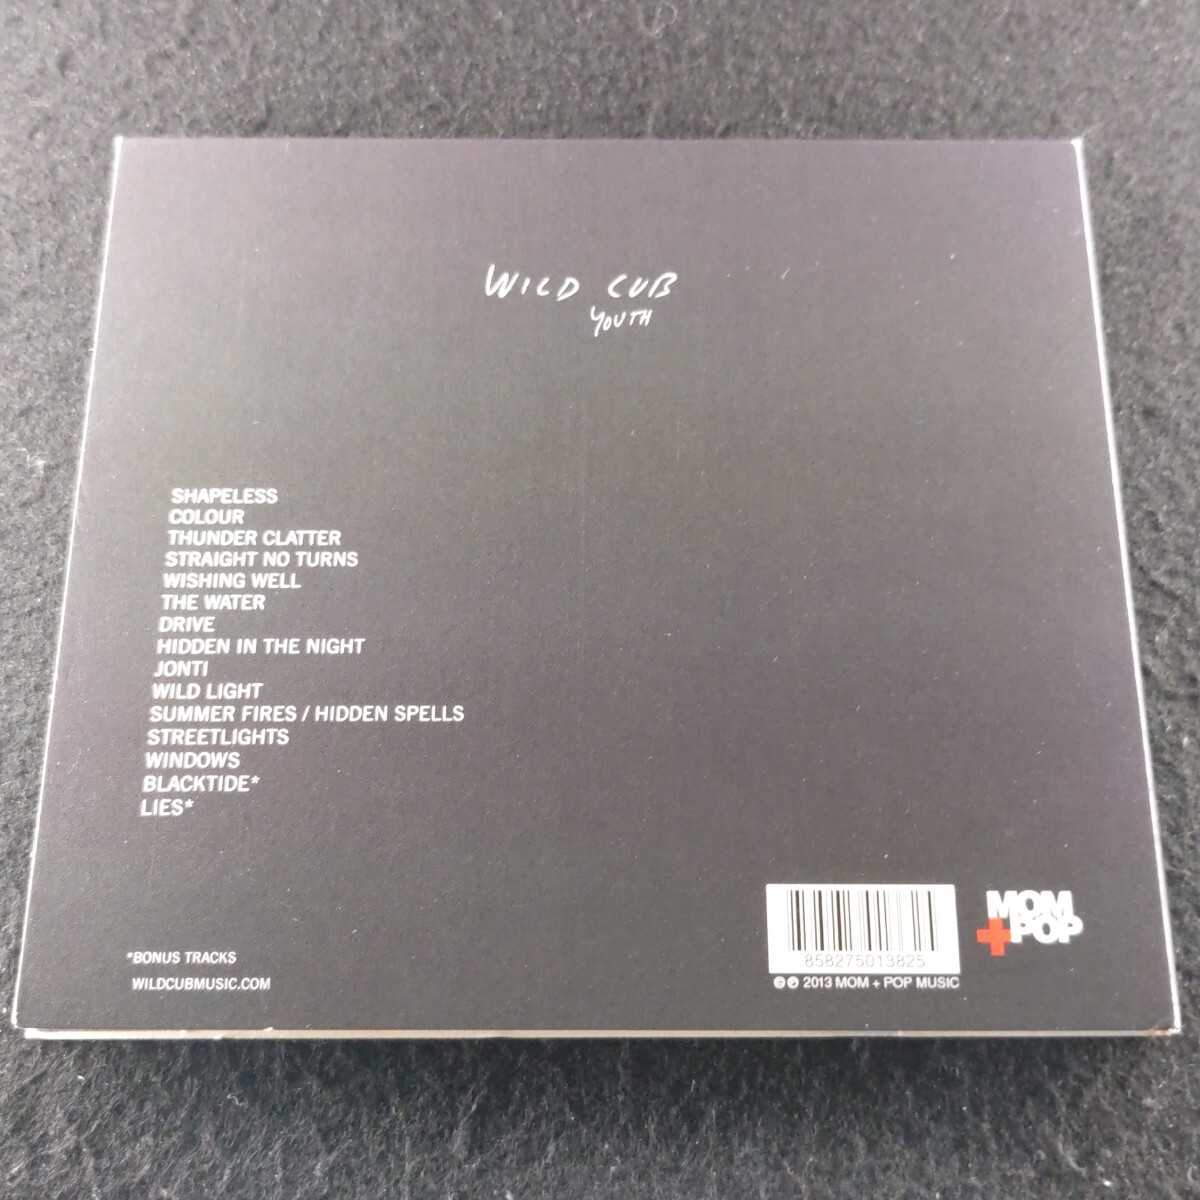 WILD CUB
YOUTH
SHAPELESS
COLOUR
THUNDER CLATTER
STRAIGHT NO TURNS
WISHING WELL
THE WATER
DRIVE
HIDDEN IN THE NIGHT
JONTI
WILD LIGHT
SUMMER FIRES / HIDDEN SPELLS
STREETLIGHTS
WINDOWS
BLACKTIDE*
LIES*
*BONUS TRACKS
WILDCUBMUSIC.COM
858275013825
©℗ 2013 MOM + POP MUSIC
MOM
+POP